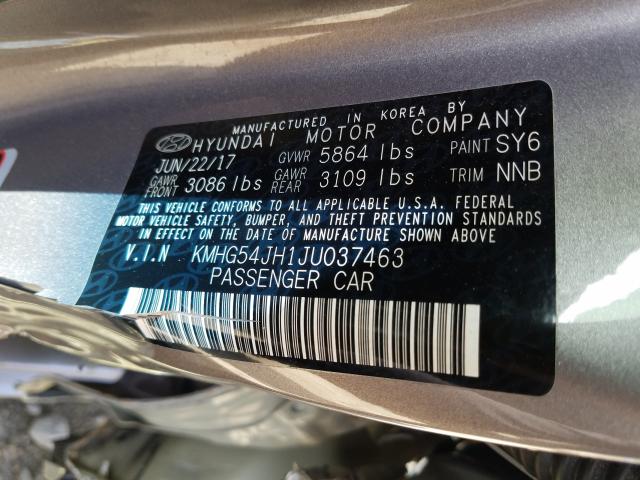 MANUFACTURED IN KOREA BY
HYUNDAI MOTOR COMPANY
JUN/22/17 GVWR 5864 lbs PAINT SY6
GAWR FRONT 3086 lbs GAWR REAR 3109 lbs TRIM NNB
THIS VEHICLE CONFORMS TO ALL APPLICABLE U.S.A. FEDERAL
MOTOR VEHICLE SAFETY, BUMPER, AND THEFT PREVENTION STANDARDS
IN EFFECT ON THE DATE OF MANUFACTURE SHOWN ABOVE.
V.I.N KMHG54JH1JU037463
PASSENGER CAR